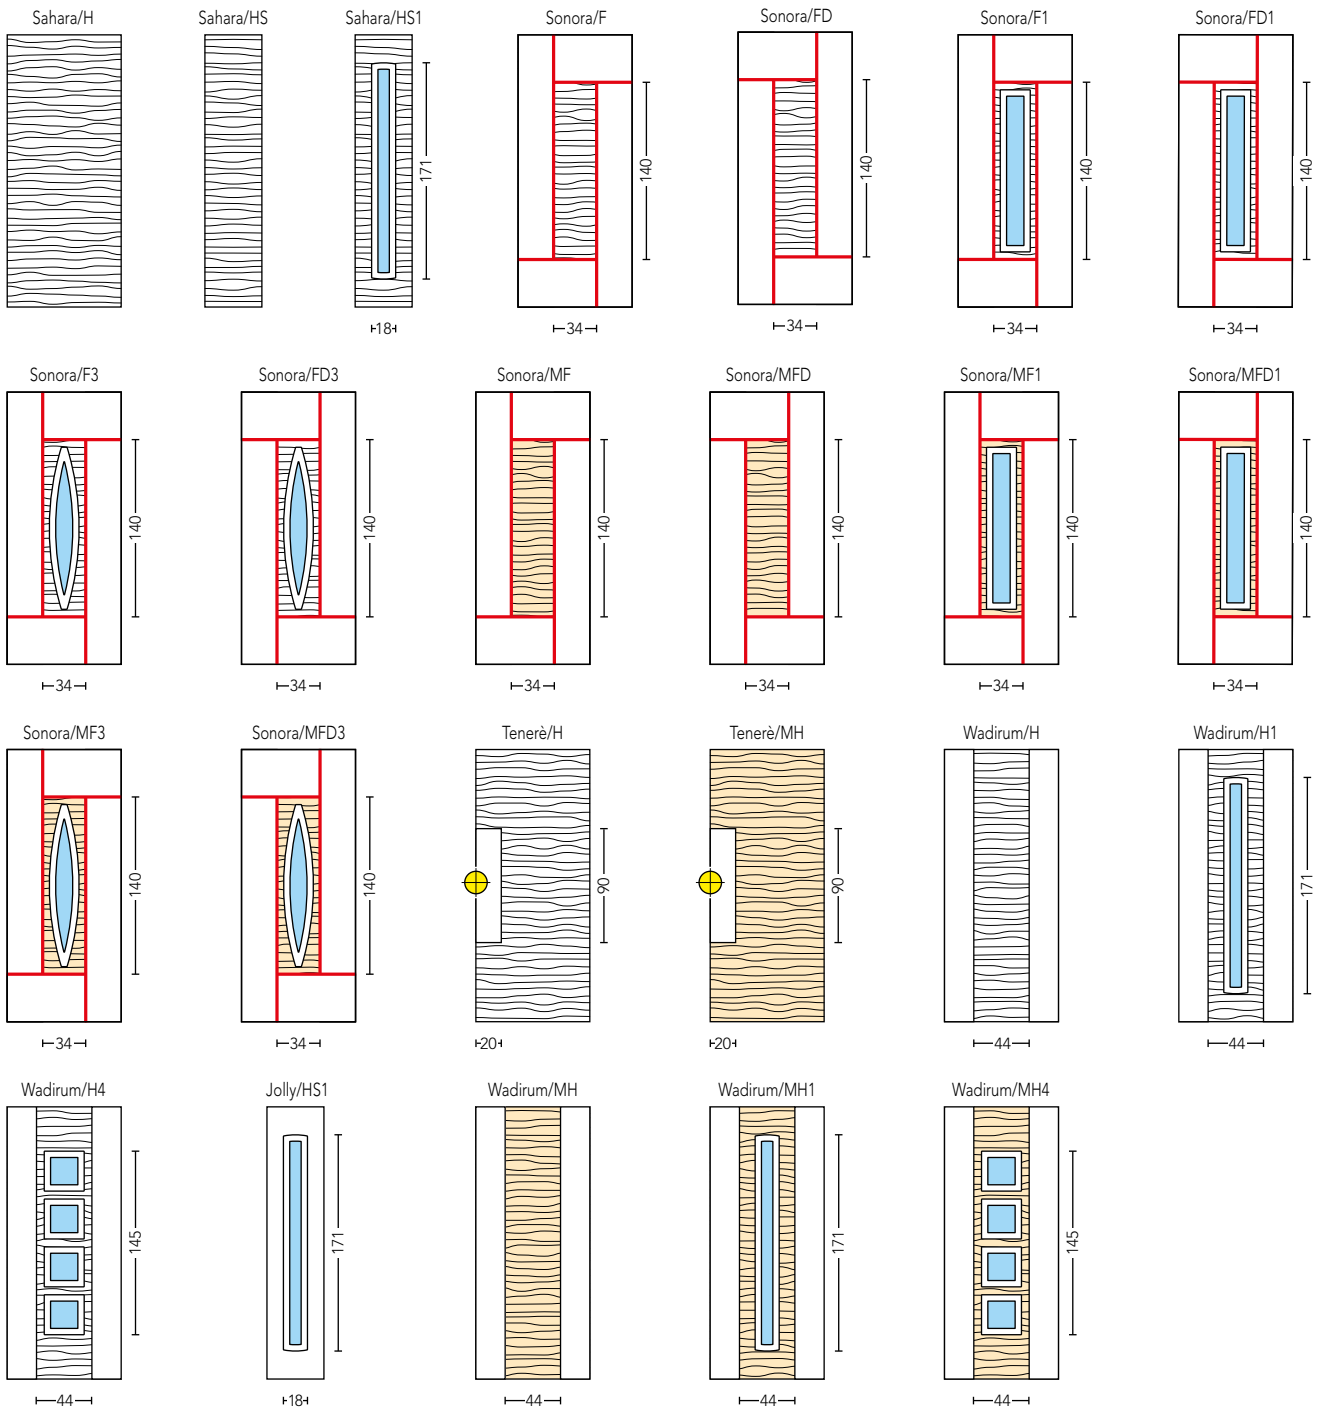 Sahara/H
Sahara/HS
Sahara/HS1
Sonora/F
Sonora/FD
Sonora/F1
Sonora/FD1
171
140
140
140
140
18
34
34
34
34
Sonora/F3
Sonora/FD3
Sonora/MF
Sonora/MFD
Sonora/MF1
Sonora/MFD1
140
140
140
140
140
140
34
34
34
34
34
34
Sonora/MF3
Sonora/MFD3
Tenerè/H
Tenerè/MH
Wadirum/H
Wadirum/H1
140
140
90
90
171
34
34
20
20
44
44
Wadirum/H4
Jolly/HS1
Wadirum/MH
Wadirum/MH1
Wadirum/MH4
145
171
171
145
44
18
44
44
44